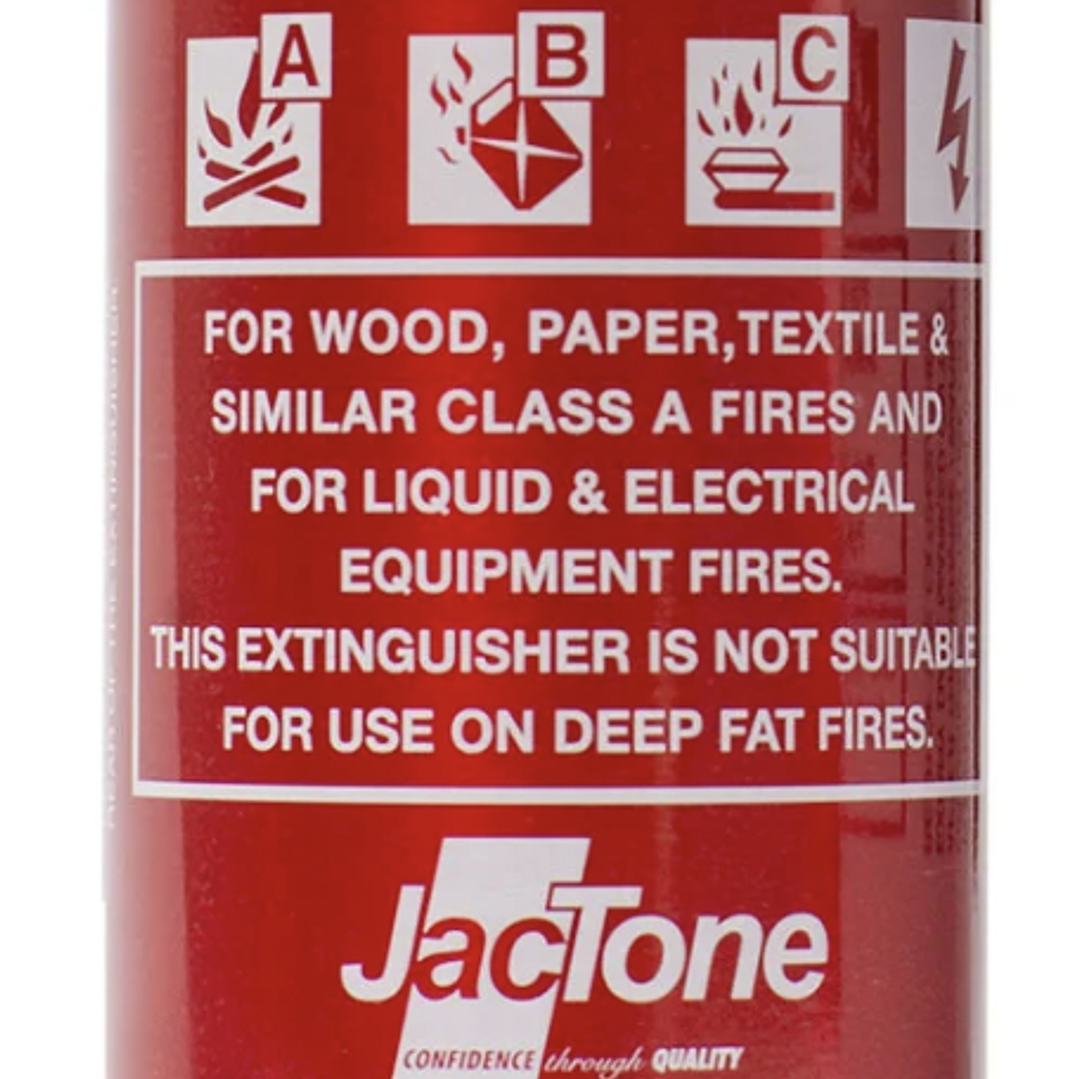 A B C
FOR WOOD, PAPER,TEXTILE &
SIMILAR CLASS A FIRES AND
FOR LIQUID & ELECTRICAL
EQUIPMENT FIRES.
THIS EXTINGUISHER IS NOT SUITABLE
FOR USE ON DEEP FAT FIRES.
JacTone
CONFIDENCE through QUALITY